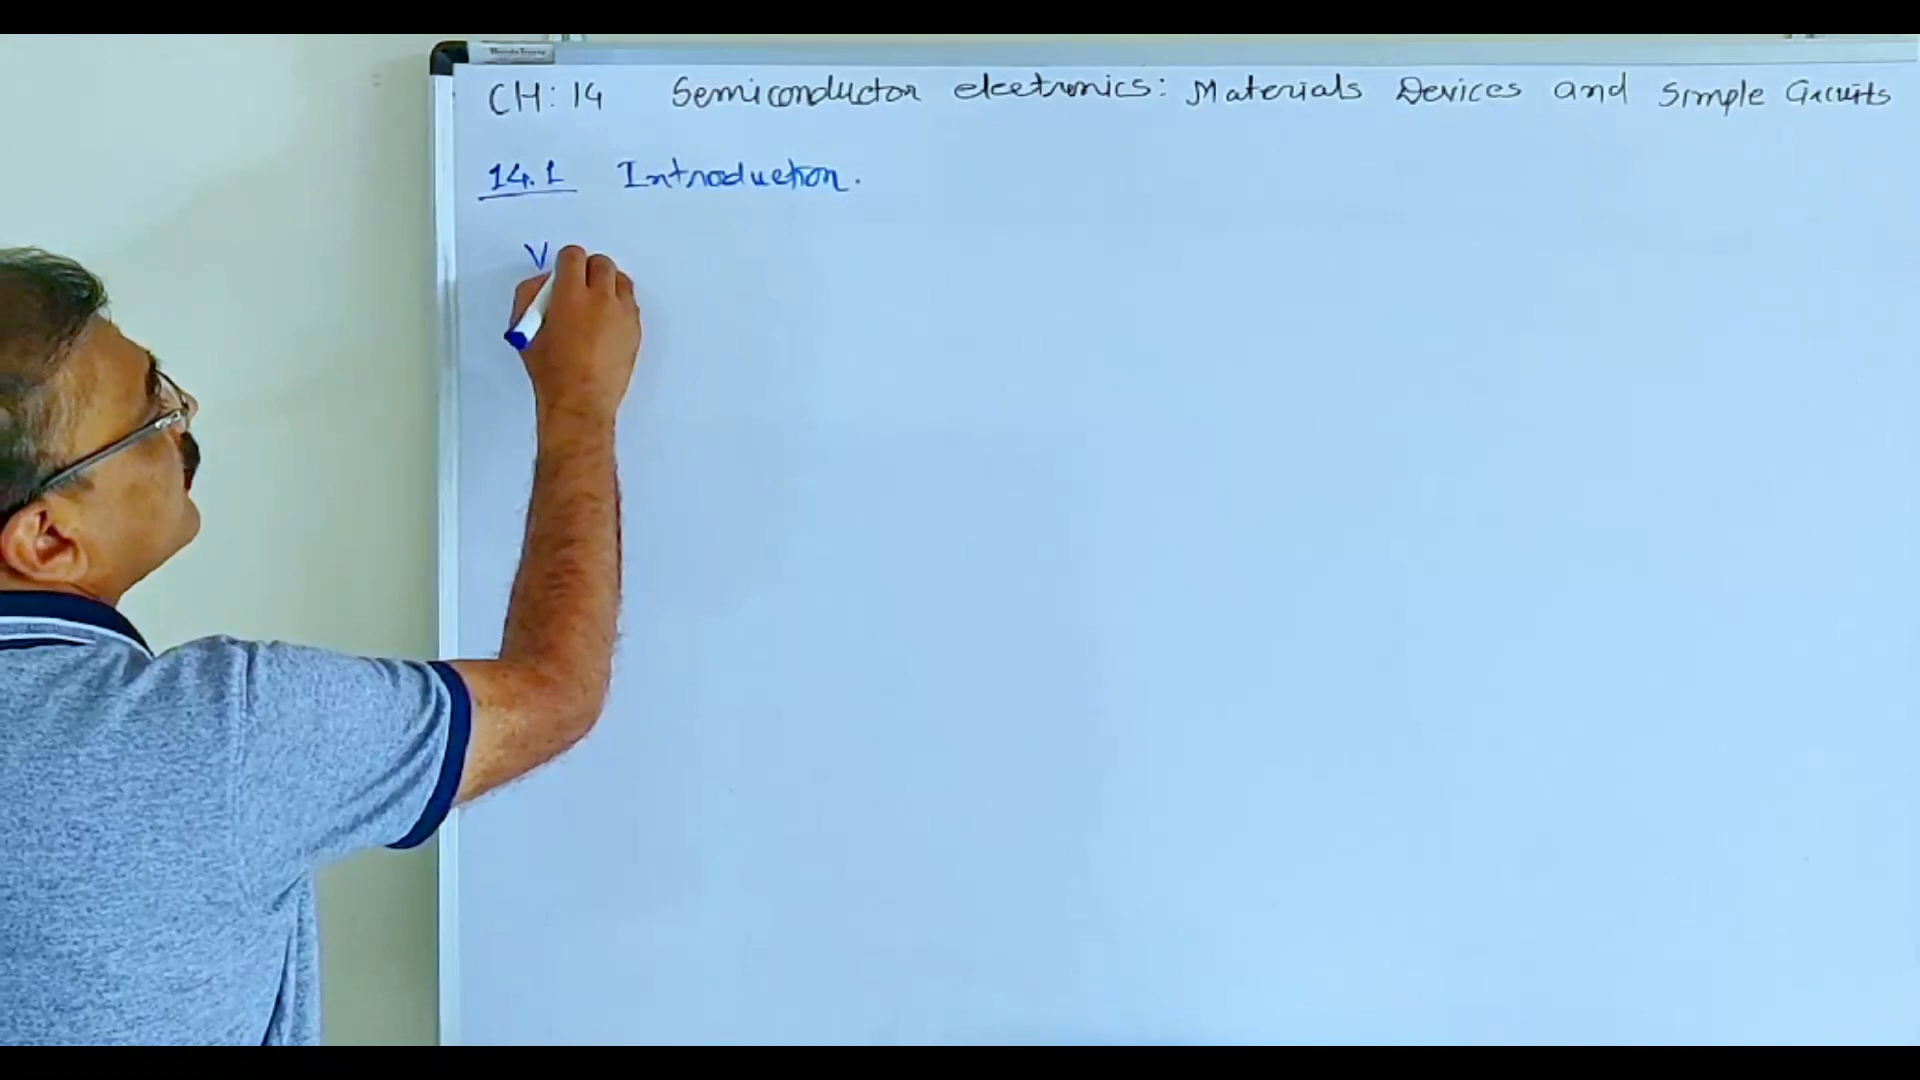 CH: 14 Semiconductor electronics: Materials Devices and Simple Circuits
14.1 Introduction.
V